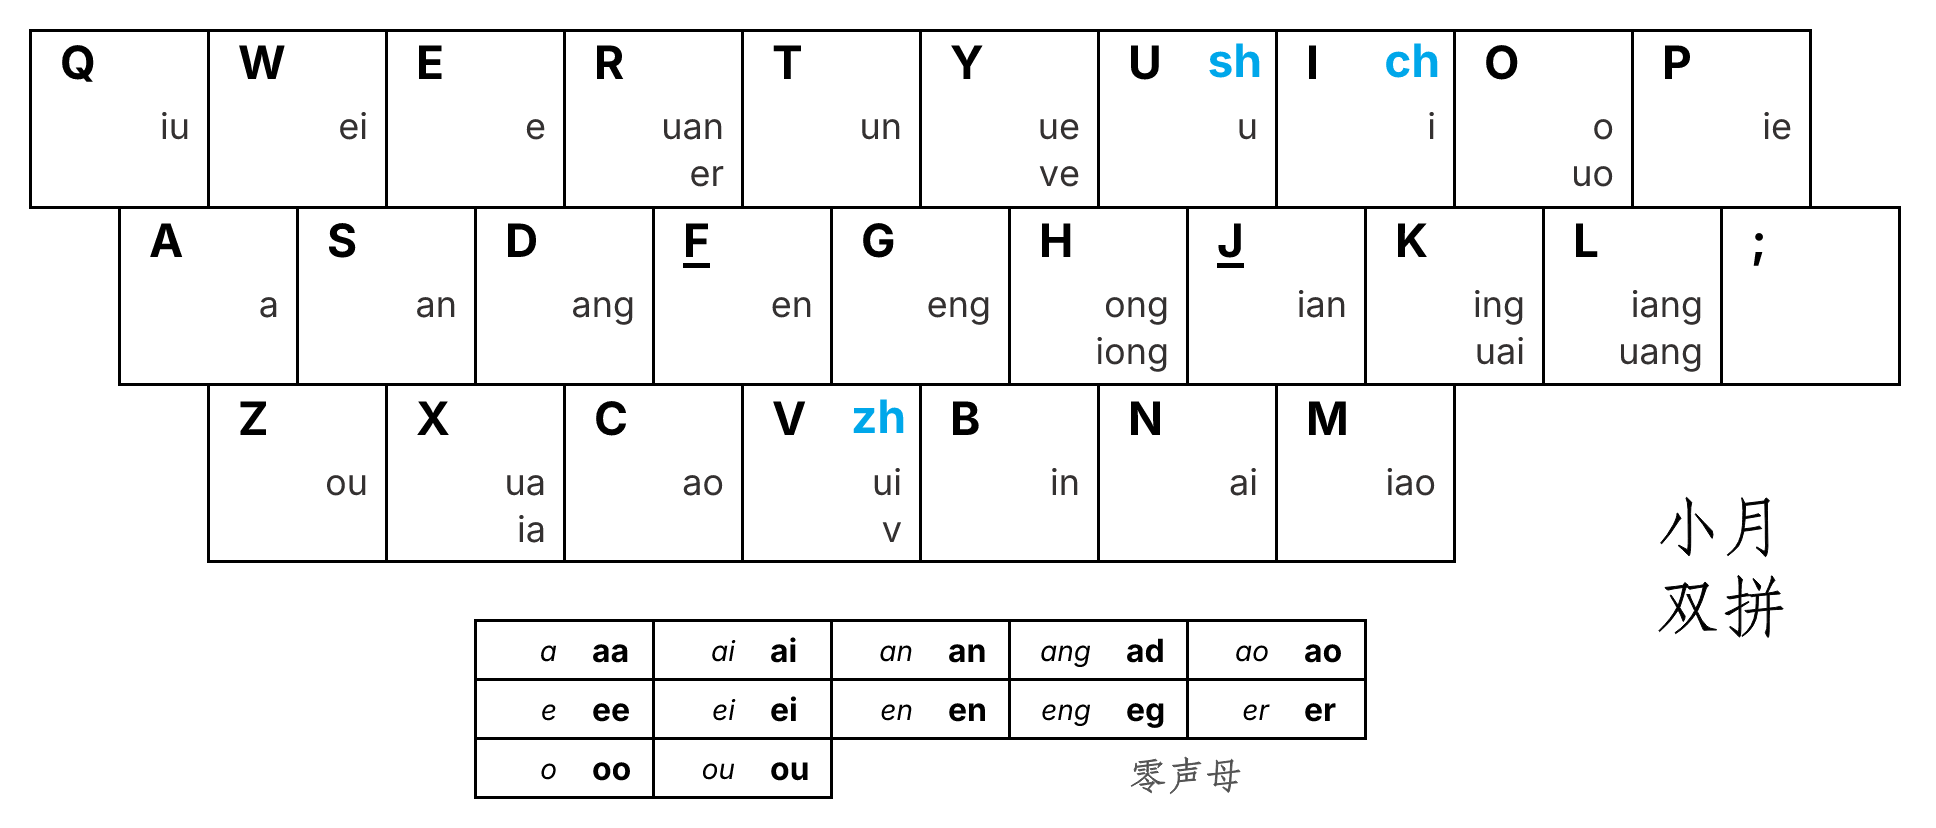 Q W E R T Y U sh I ch O P
iu ei e uan un ue u i o ie
er ve uo
A S D F G H J K L ;
a an ang en eng ong ian ing iang
iong uai uang
Z X C V zh B N M
ou ua ao ui in ai iao
ia v
小月
双拼
a aa ai ai an an ang ad ao ao
e ee ei ei en en eng eg er er
o oo ou ou
零声母